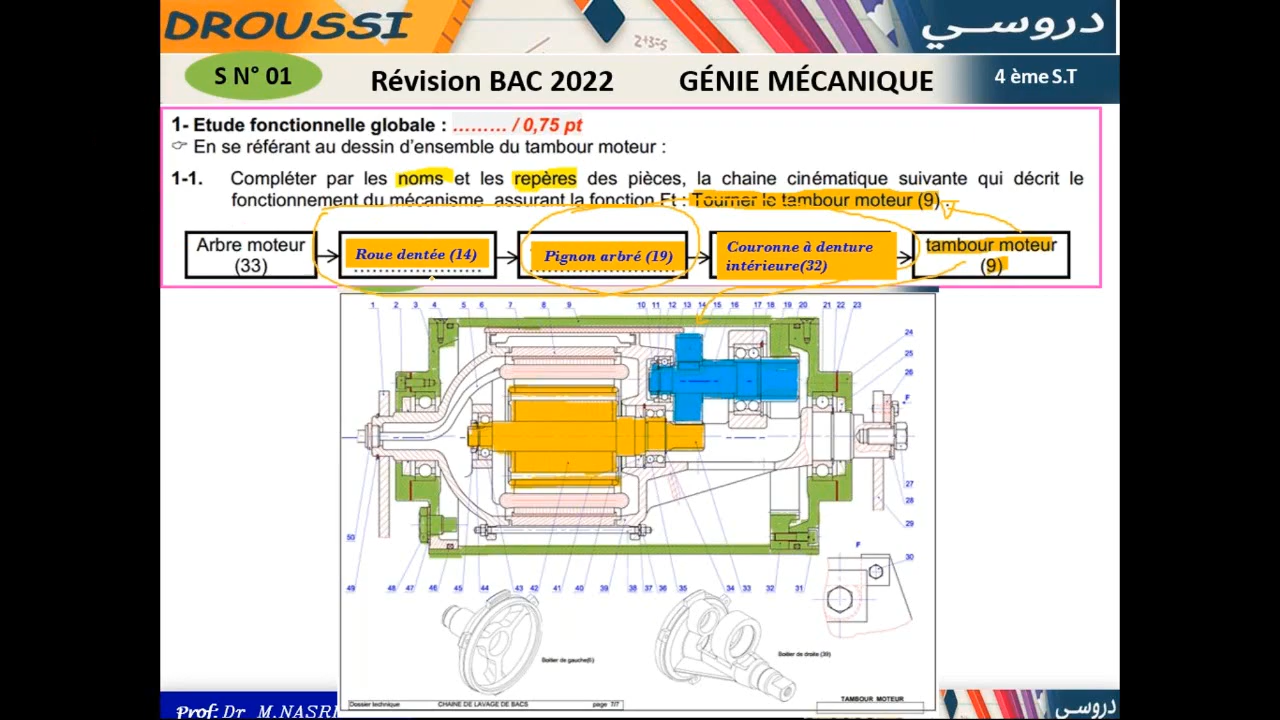 DROUSSI
2+3=5
دروسي
S N° 01
Révision BAC 2022 GÉNIE MÉCANIQUE
4 ème S.T
1- Etude fonctionnelle globale : ……… / 0,75 pt
☞ En se référant au dessin d'ensemble du tambour moteur :
1-1. Compléter par les noms et les repères des pièces, la chaine cinématique suivante qui décrit le
fonctionnement du mécanisme assurant la fonction Ft : Tourner le tambour moteur (9) .
Arbre moteur
(33)
Roue dentée (14)
Pignon arbré (19)
Couronne à denture
intérieure(32)
tambour moteur
(9)
1 2 3 4 5 6 7 8 9 10 11 12 13 14 15 16 17 18 19 20 21 22 23
24
25
26
F
27
28
29
50
F
30
49 48 47 46 45 44 43 42 41 40 39 38 37 36 35 34 33 32 31
Boitier de gauche(6)
Boitier de droite (39)
TAMBOUR MOTEUR
Dossier technique CHAINE DE LAVAGE DE BACS page 7/7
Prof: Dr M.NASRI
دروسي